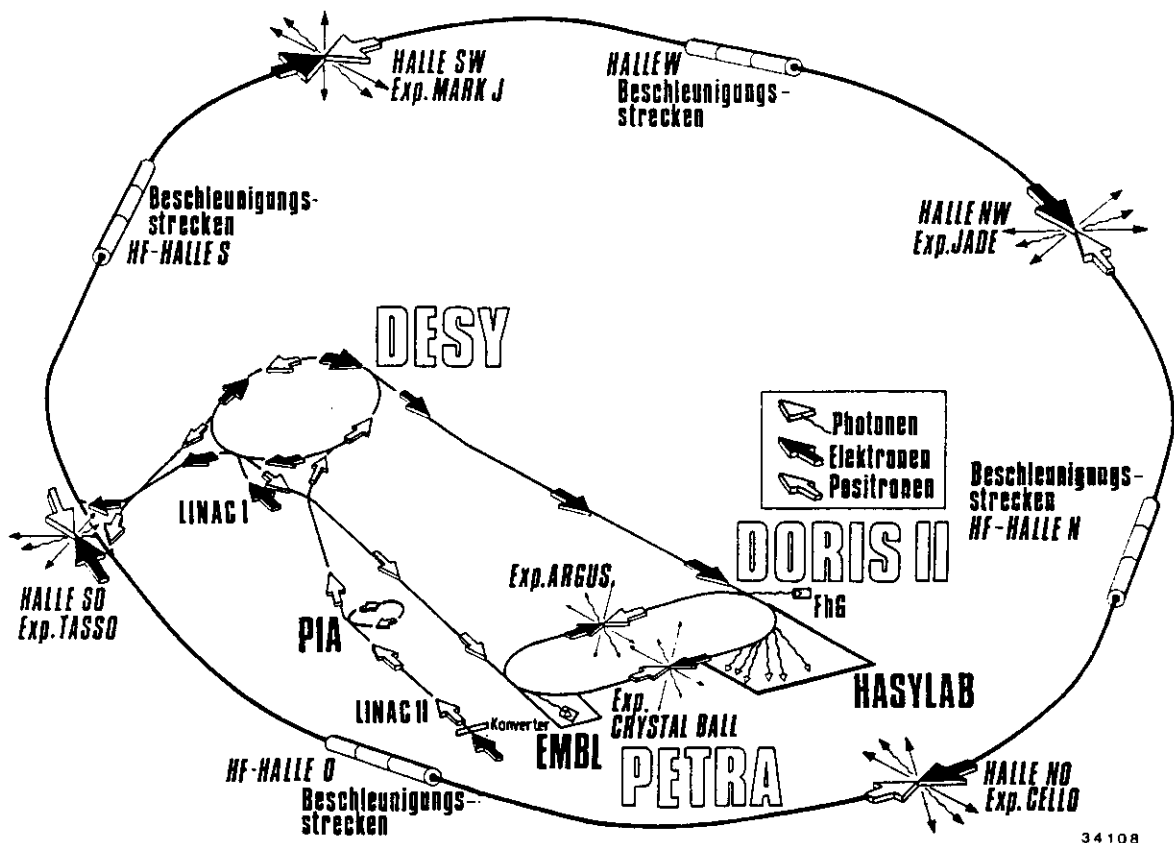 HALLE SW
Exp. MARK J
HALLE W
Beschleunigungs-
strecken
Beschleunigungs-
strecken
HF-HALLE S
HALLE NW
Exp. JADE
DESY
Photonen
Elektronen
Positronen
Beschleunigungs-
strecken
HF-HALLE N
LINAC I
DORIS II
Exp. ARGUS,
FhG
HALLE SO
Exp. TASSO
PIA
HASYLAB
LINAC II
Konverter
EMBL
Exp.
CRYSTAL BALL
PETRA
HF-HALLE O
Beschleunigungs-
strecken
HALLE NO
Exp. CELLO
34108